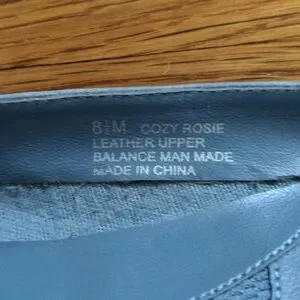 8½M COZY ROSIE
LEATHER UPPER
BALANCE MAN MADE
MADE IN CHINA